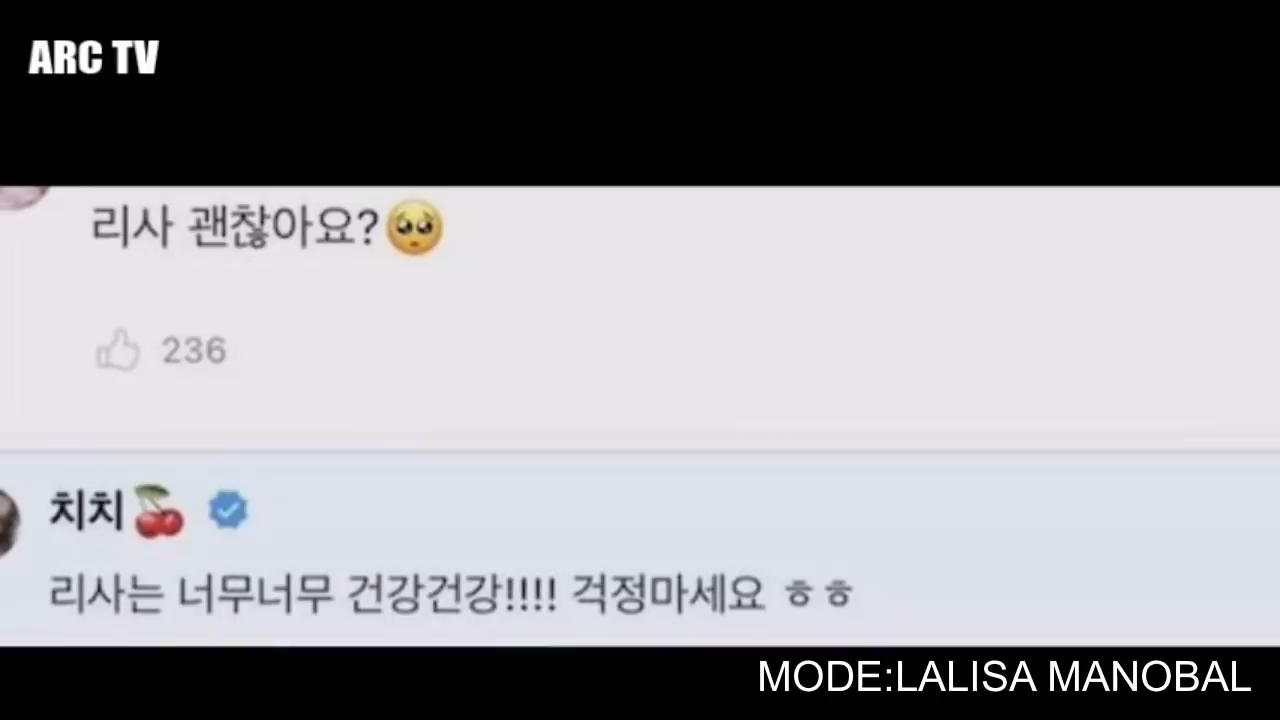 ARC TV
리사 괜찮아요?🥺
236
치치🍒
리사는 너무너무 건강건강!!!! 걱정마세요 ㅎㅎ
MODE:LALISA MANOBAL